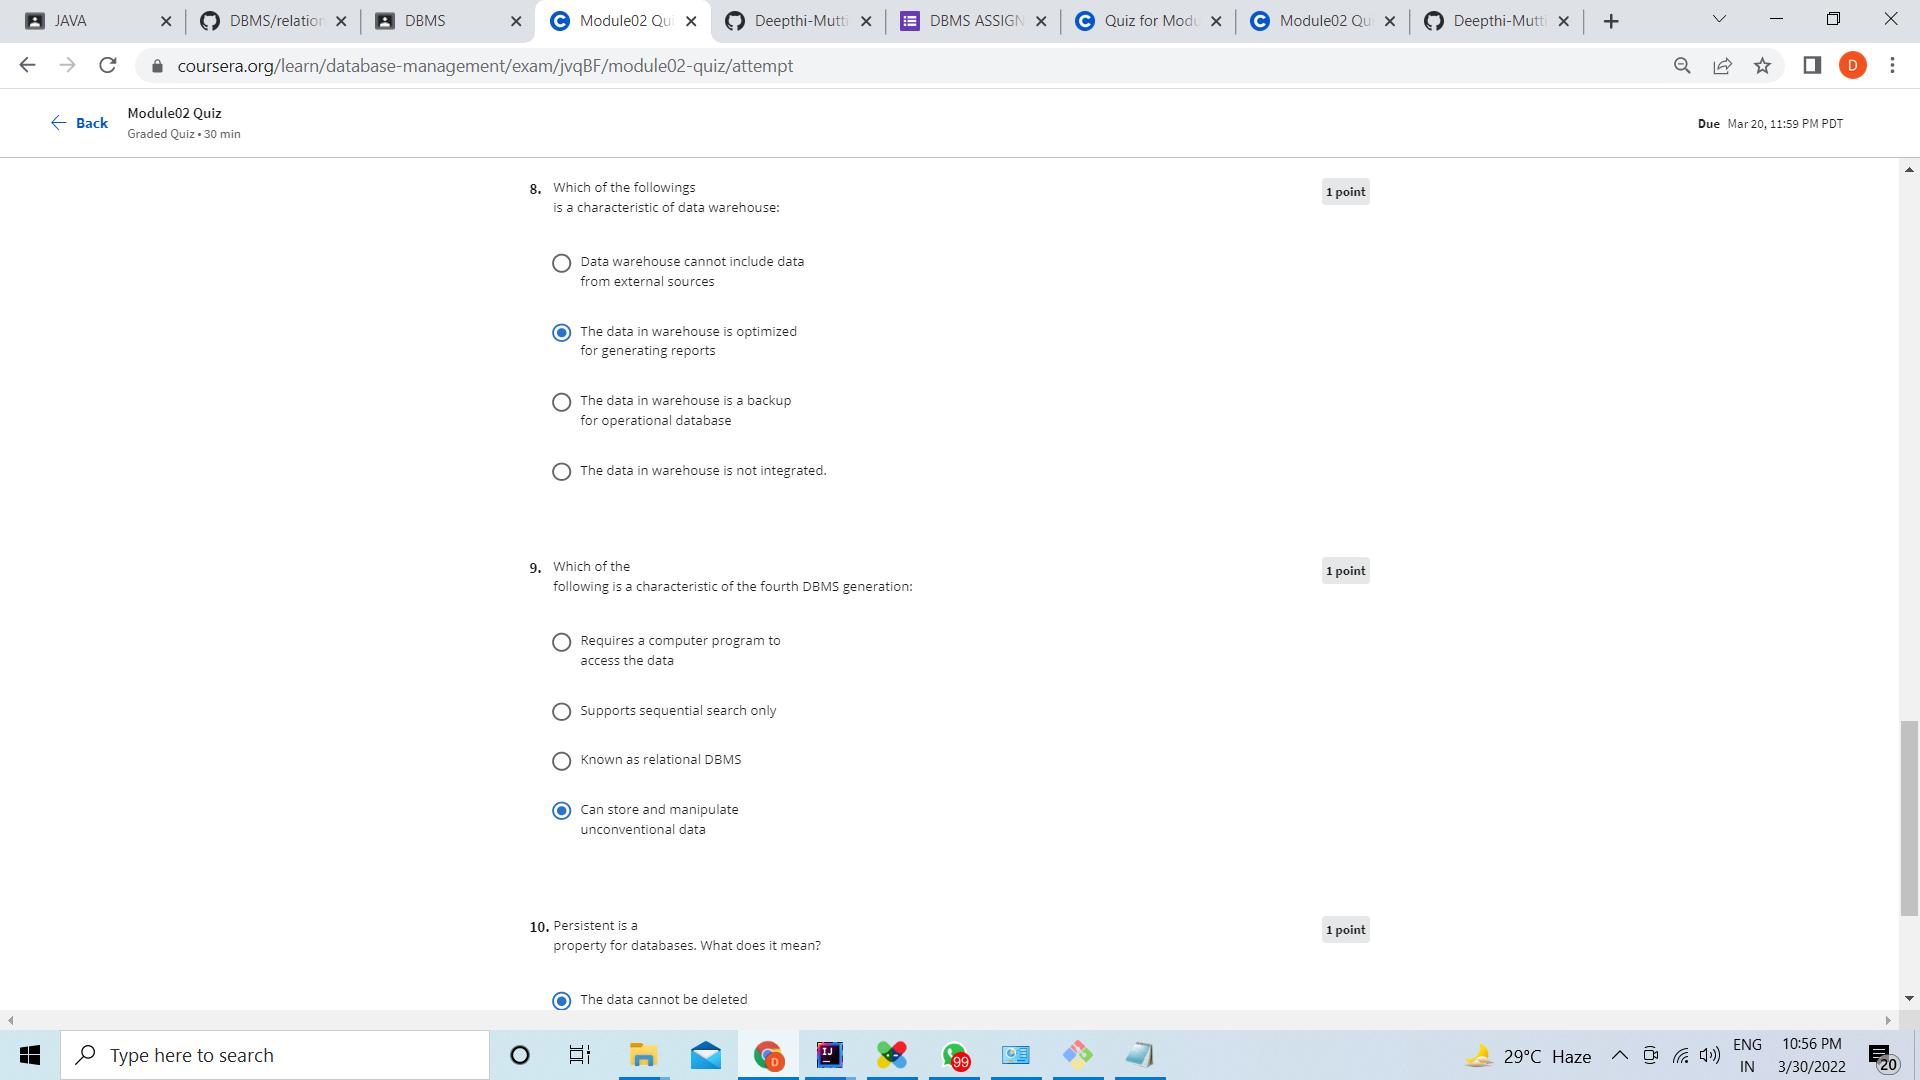 JAVA
DBMS/relation
DBMS
Module02 Qui
Deepthi-Mutti
DBMS ASSIGN
Quiz for Modu
Module02 Qu
Deepthi-Mutti
coursera.org/learn/database-management/exam/jvqBF/module02-quiz/attempt
D
Back
Module02 Quiz
Graded Quiz • 30 min
Due Mar 20, 11:59 PM PDT
8. Which of the followings
is a characteristic of data warehouse:
1 point
Data warehouse cannot include data
from external sources
The data in warehouse is optimized
for generating reports
The data in warehouse is a backup
for operational database
The data in warehouse is not integrated.
9. Which of the
following is a characteristic of the fourth DBMS generation:
1 point
Requires a computer program to
access the data
Supports sequential search only
Known as relational DBMS
Can store and manipulate
unconventional data
10. Persistent is a
property for databases. What does it mean?
1 point
The data cannot be deleted
Type here to search
D
IJ
99
29°C Haze
ENG
IN
10:56 PM
3/30/2022
20